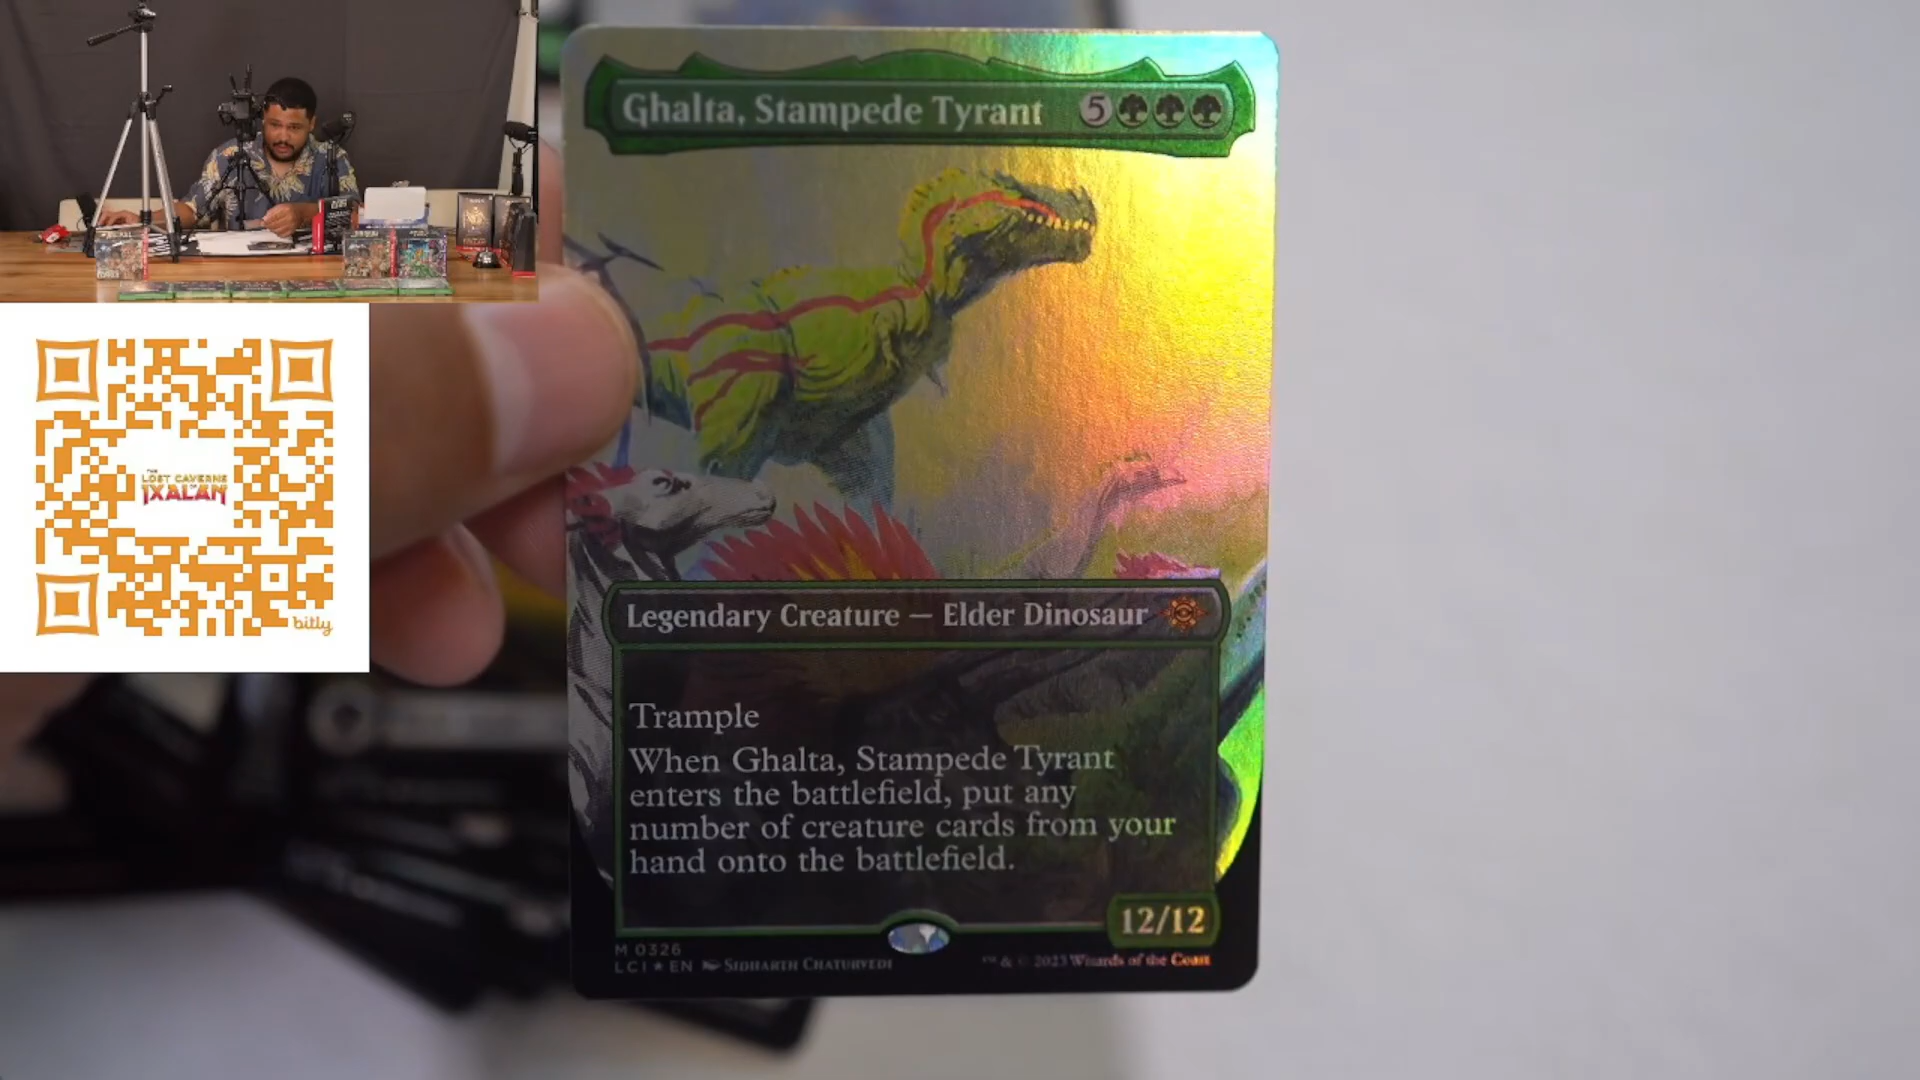 Ghalta, Stampede Tyrant 5
Legendary Creature — Elder Dinosaur
Trample
When Ghalta, Stampede Tyrant
enters the battlefield, put any
number of creature cards from your
hand onto the battlefield.
12/12
M 0326
LCI ★ EN SIDHARTH CHATURVEDI
™ & © 2023 Wizards of the Coast
THE
LOST CAVERNS
OF
IXALAN
bitly